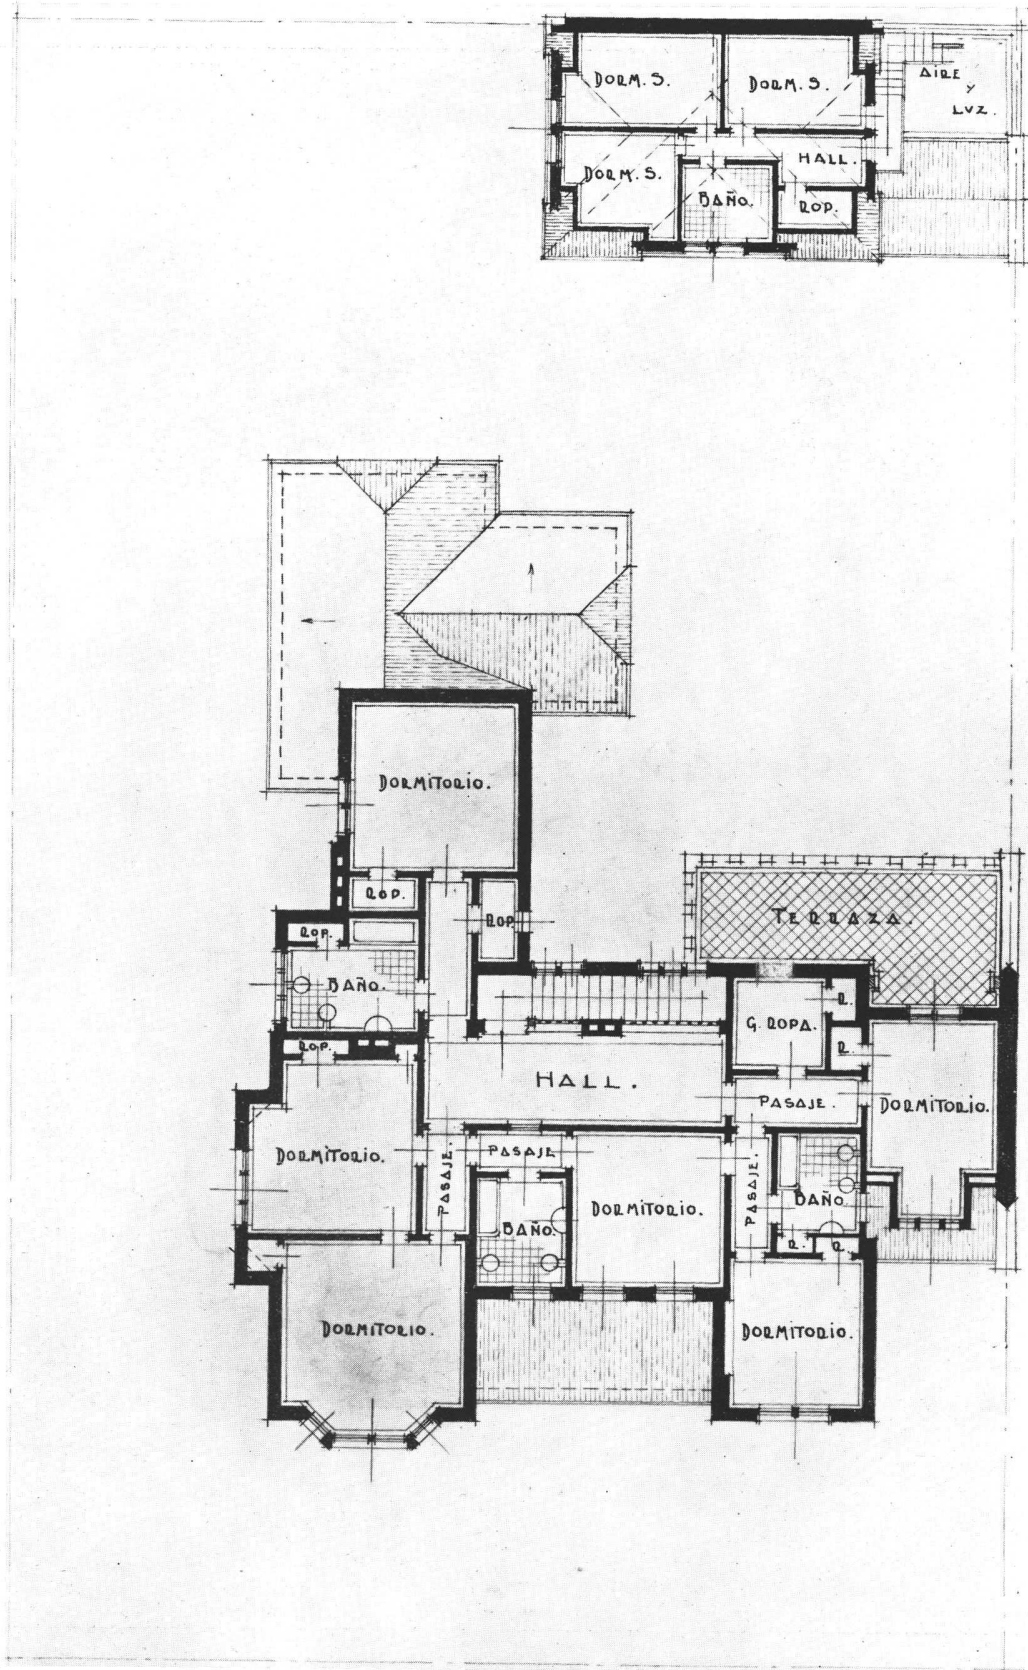 DORM. S.
DORM. S.
AIRE
Y
LUZ.
HALL.
DORM. S.
BAÑO.
ROP.
DORMITORIO.
ROP.
ROP
ROP.
TERRAZA.
BAÑO.
R.
G. ROPA.
ROP.
R.
HALL.
PASAJE.
DORMITORIO.
PASAJE
DORMITORIO.
PASAJE.
BAÑO
PASAJE.
DORMITORIO.
BAÑO.
R.
R.
DORMITORIO.
DORMITORIO.